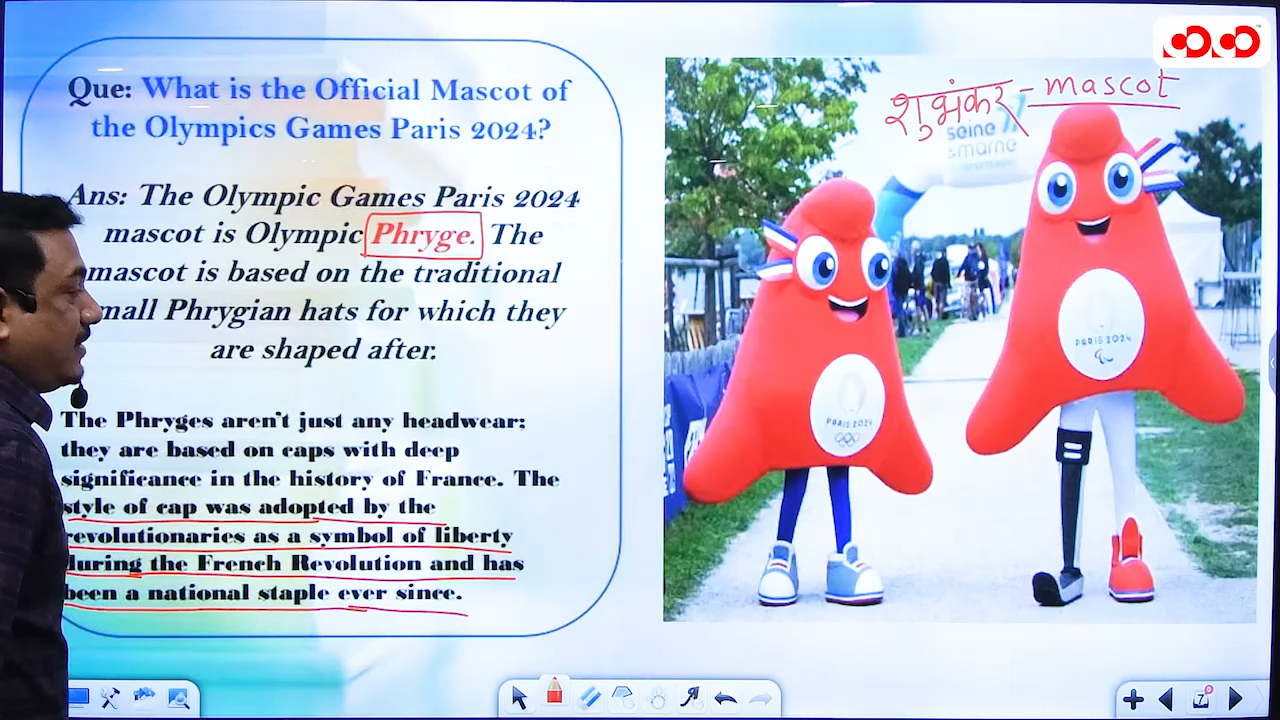 Que: What is the Official Mascot of
the Olympics Games Paris 2024?
Ans: The Olympic Games Paris 2024
mascot is Olympic Phryge. The
mascot is based on the traditional
mall Phrygian hats for which they
are shaped after.
The Phryges aren't just any headwear;
they are based on caps with deep
significance in the history of France. The
style of cap was adopted by the
revolutionaries as a symbol of liberty
during the French Revolution and has
been a national staple ever since.
शुभंकर - mascot
seine
&marne
PARIS 2024
PARIS 2024
7